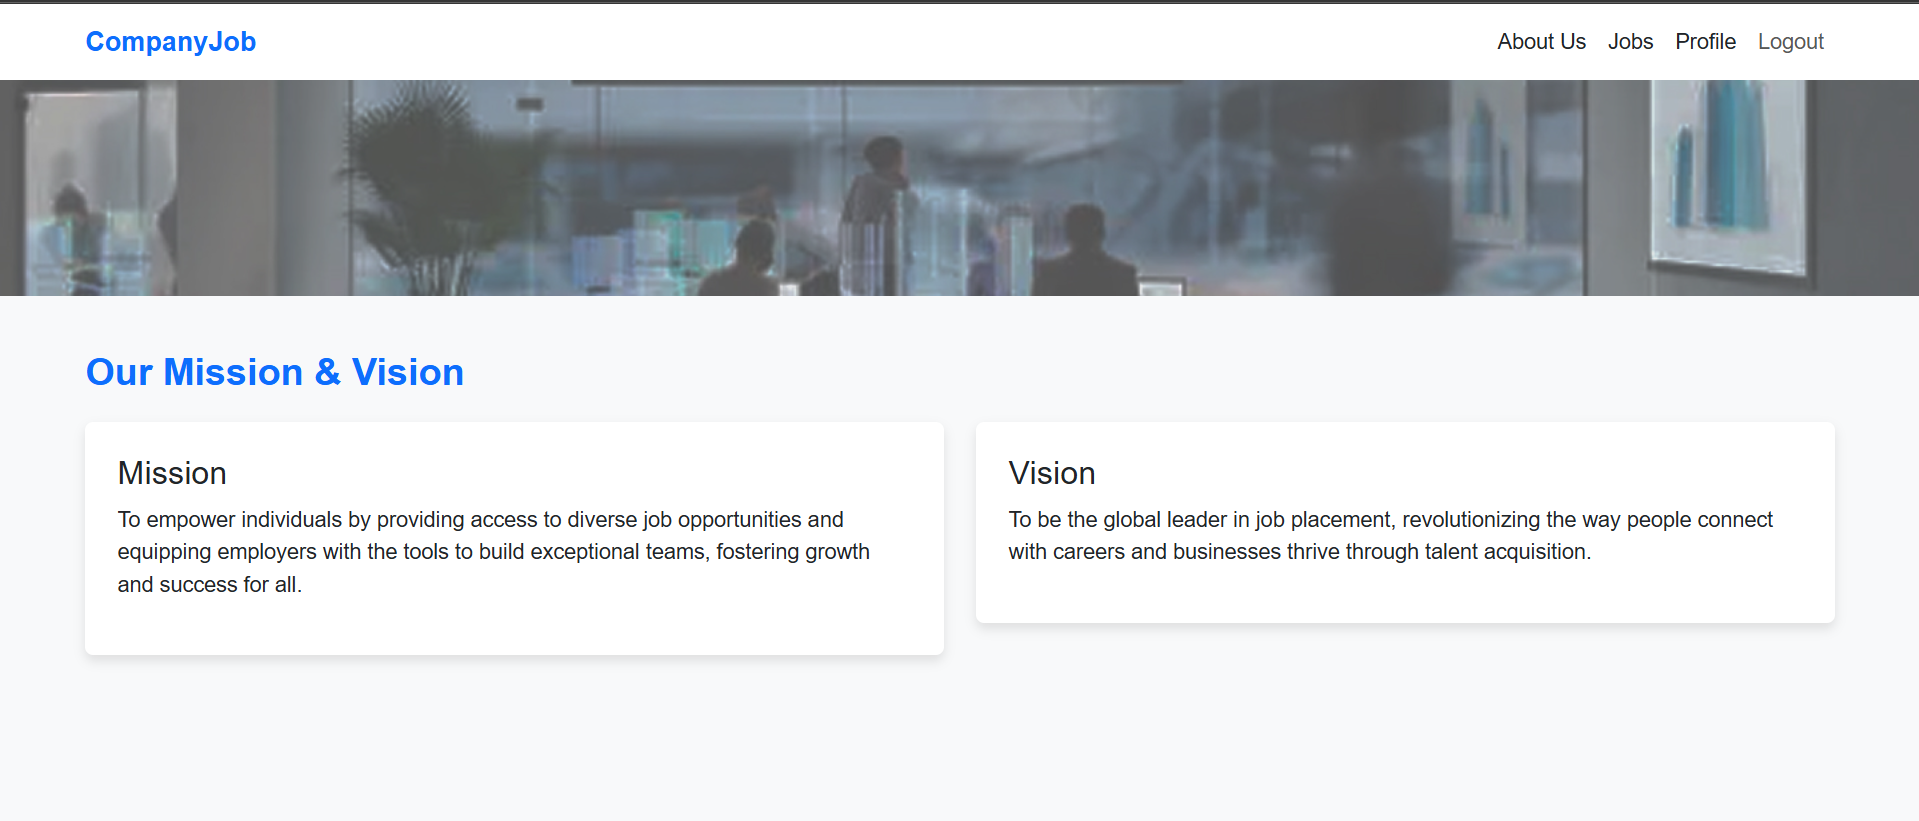 CompanyJob
About Us Jobs Profile Logout
Our Mission & Vision
Mission
To empower individuals by providing access to diverse job opportunities and
equipping employers with the tools to build exceptional teams, fostering growth
and success for all.
Vision
To be the global leader in job placement, revolutionizing the way people connect
with careers and businesses thrive through talent acquisition.